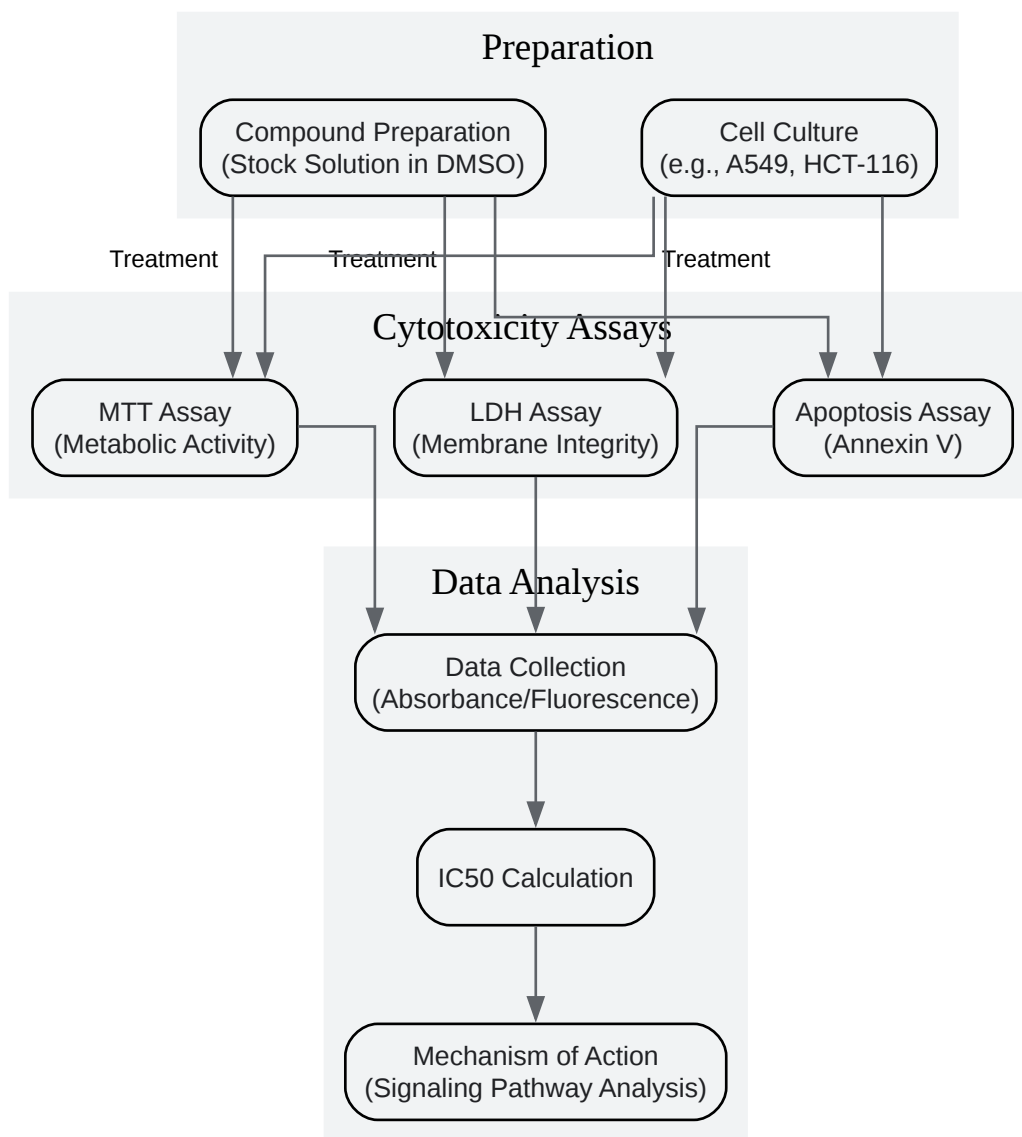 Preparation
Compound Preparation
(Stock Solution in DMSO)
Cell Culture
(e.g., A549, HCT-116)
Treatment
Treatment
Treatment
Cytotoxicity Assays
MTT Assay
(Metabolic Activity)
LDH Assay
(Membrane Integrity)
Apoptosis Assay
(Annexin V)
Data Analysis
Data Collection
(Absorbance/Fluorescence)
IC50 Calculation
Mechanism of Action
(Signaling Pathway Analysis)